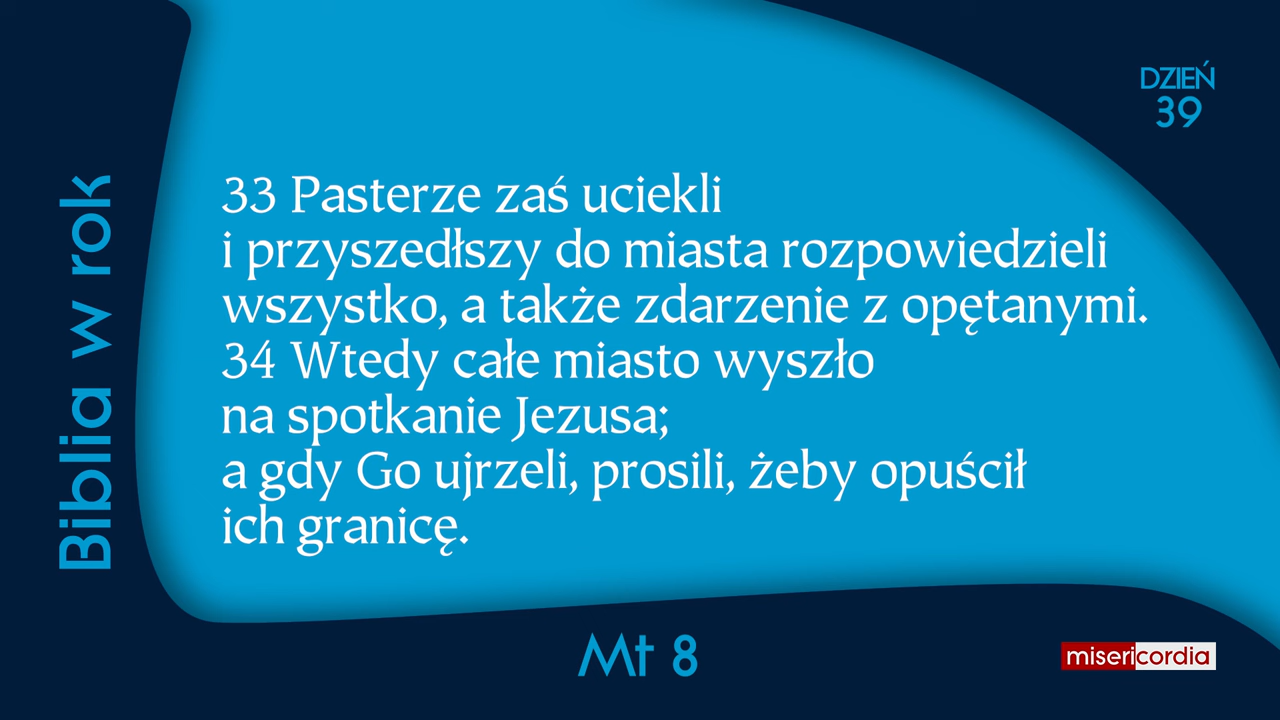 DZIEŃ
39
Biblia w rok
33 Pasterze zaś uciekli
i przyszedłszy do miasta rozpowiedzieli
wszystko, a także zdarzenie z opętanymi.
34 Wtedy całe miasto wyszło
na spotkanie Jezusa;
a gdy Go ujrzeli, prosili, żeby opuścił
ich granicę.
Mt 8
misericordia